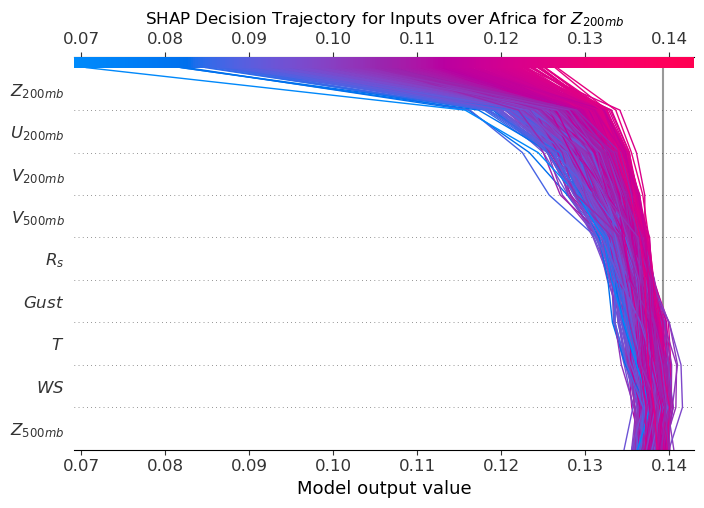 SHAP Decision Trajectory for Inputs over Africa for Z200mb
0.07 0.08 0.09 0.10 0.11 0.12 0.13 0.14
Z200mb
U200mb
V200mb
V500mb
Rs
Gust
T
WS
Z500mb
0.07 0.08 0.09 0.10 0.11 0.12 0.13 0.14
Model output value